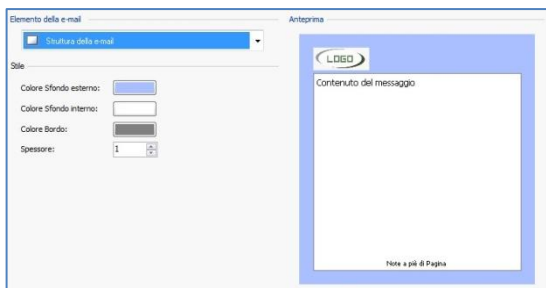 Elemento della e-mail
Struttura della e-mail
Stile
Colore Sfondo esterno:
Colore Sfondo interno:
Colore Bordo:
Spessore:
1
Anteprima
LOGO
Contenuto del messaggio
Note a piè di Pagina